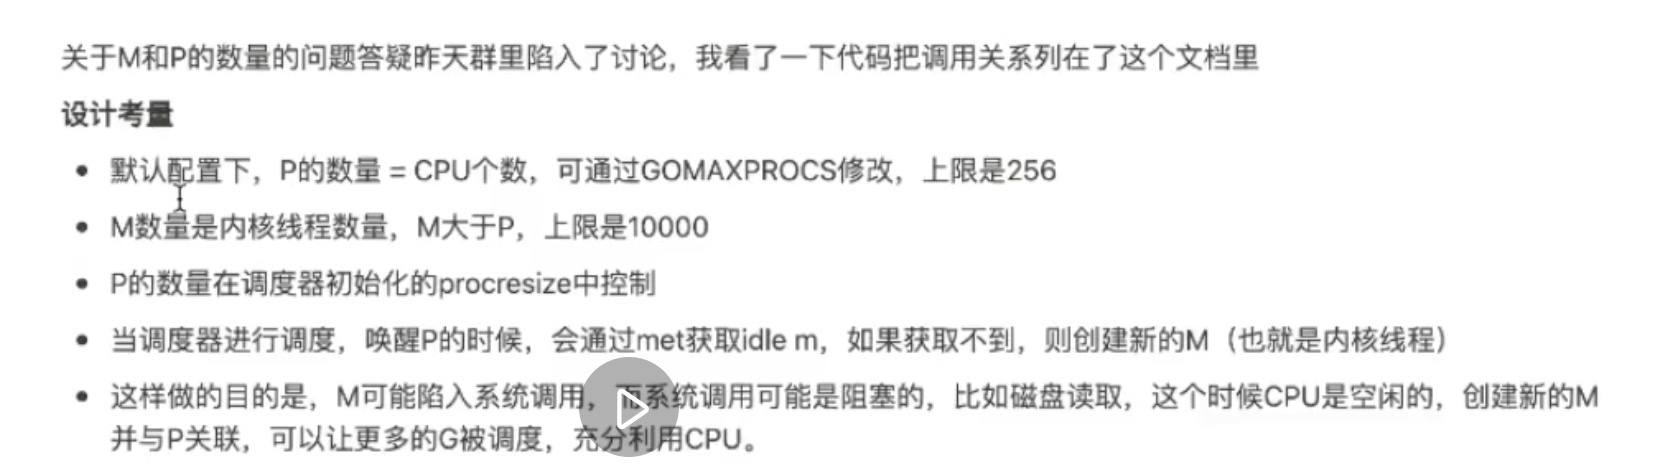 关于M和P的数量的问题答疑昨天群里陷入了讨论，我看了一下代码把调用关系列在了这个文档里
设计考量
• 默认配置下，P的数量 = CPU个数，可通过GOMAXPROCS修改，上限是256
• M数量是内核线程数量，M大于P，上限是10000
• P的数量在调度器初始化的procresize中控制
• 当调度器进行调度，唤醒P的时候，会通过met获取idle m，如果获取不到，则创建新的M（也就是内核线程）
• 这样做的目的是，M可能陷入系统调用，而系统调用可能是阻塞的，比如磁盘读取，这个时候CPU是空闲的，创建新的M
并与P关联，可以让更多的G被调度，充分利用CPU。